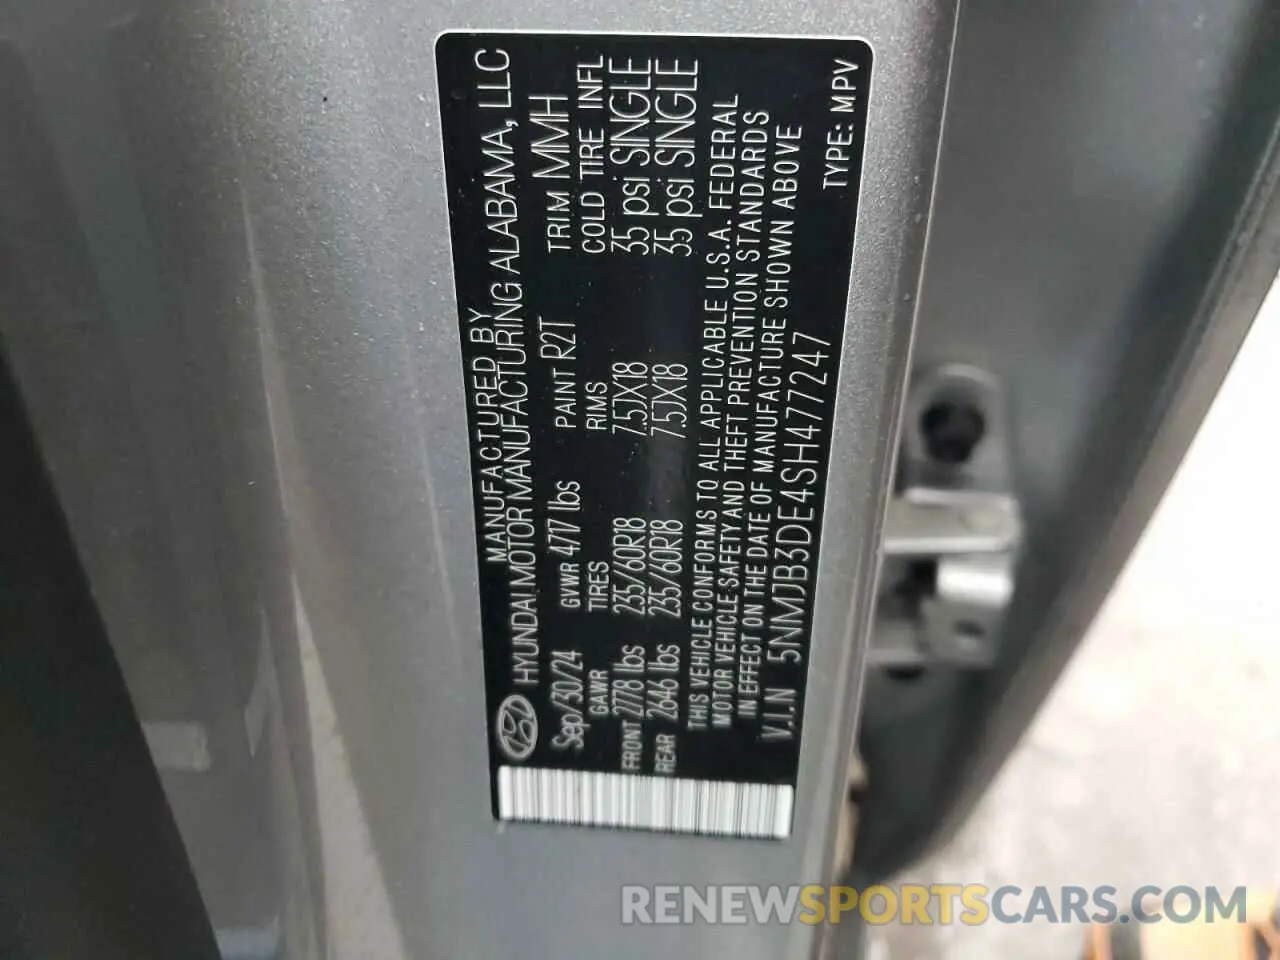 MANUFACTURED BY
HYUNDAI MOTOR MANUFACTURING ALABAMA, LLC
Sep/30/24 GVWR 4717 lbs PAINT R2T TRIM MMH
GAWR TIRES RIMS COLD TIRE INFL
FRONT 2778 lbs 235/60R18 7.5JX18 35 psi SINGLE
REAR 2646 lbs 235/60R18 7.5JX18 35 psi SINGLE
THIS VEHICLE CONFORMS TO ALL APPLICABLE U.S.A. FEDERAL
MOTOR VEHICLE SAFETY AND THEFT PREVENTION STANDARDS
IN EFFECT ON THE DATE OF MANUFACTURE SHOWN ABOVE
V.I.N 5NMJB3DE4SH477247 TYPE: MPV
RENEWSPORTSCARS.COM